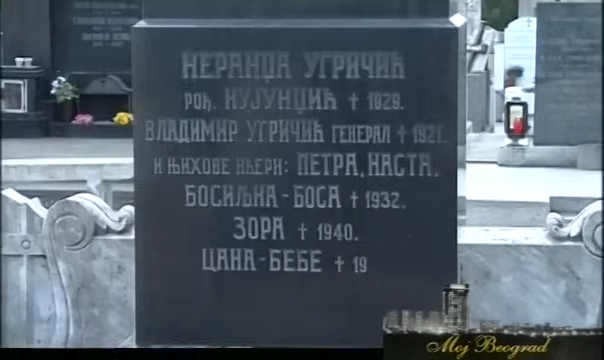 НЕРАНЏА УГРИЧИЋ
РОЂ. КУЈУНЏИЋ † 1929.
ВЛАДИМИР УГРИЧИЋ ГЕНЕРАЛ † 1921.
И ЊИХОВЕ КЋЕРИ: ПЕТРА, НАСТА.
БОСИЉКА-БОСА † 1932.
ЗОРА † 1940.
ЦАНА-БЕБЕ † 19
Moj Beograd